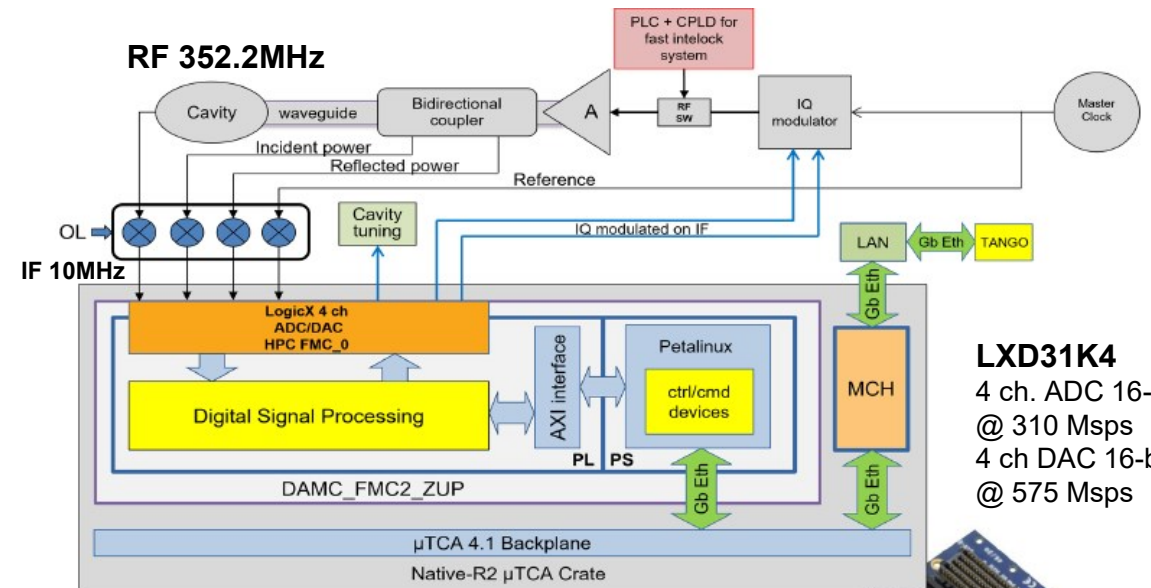 PLC + CPLD for
fast intelock
system
RF 352.2MHz
Cavity
waveguide
Bidirectional
coupler
A
RF
SW
IQ
modulator
Master
Clock
Incident power
Reflected power
Reference
OL
Cavity
tuning
IQ modulated on IF
LAN
Gb Eth
TANGO
IF 10MHz
Gb Eth
LogicX 4 ch
ADC/DAC
HPC FMC_0
Digital Signal Processing
AXI interface
Petalinux
ctrl/cmd
devices
PL
PS
MCH
DAMC_FMC2_ZUP
Gb Eth
Gb Eth
µTCA 4.1 Backplane
Native-R2 µTCA Crate
LXD31K4
4 ch. ADC 16-
@ 310 Msps
4 ch DAC 16-b
@ 575 Msps